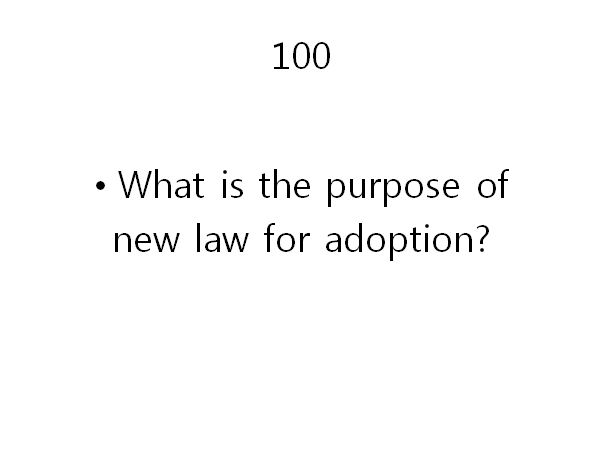 100
• What is the purpose of
new law for adoption?